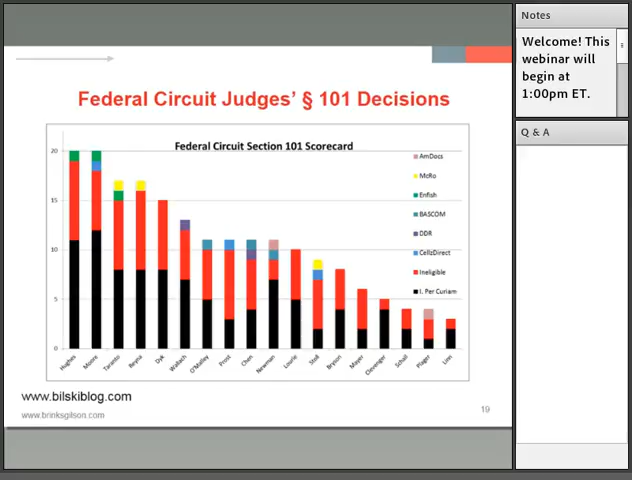 Federal Circuit Judges' § 101 Decisions
Federal Circuit Section 101 Scorecard
20
15
10
5
0
AmDocs
McRo
Enfish
BASCOM
DDR
CellzDirect
Ineligible
I. Per Curiam
Hughes
Moore
Taranto
Reyna
Dyk
Wallach
O'Malley
Prost
Chen
Newman
Lourie
Stoll
Bryson
Mayer
Clevenger
Schall
Plager
Linn
www.bilskiblog.com
www.brinksgilson.com
19
Notes
Welcome! This
webinar will
begin at
1:00pm ET.
Q & A